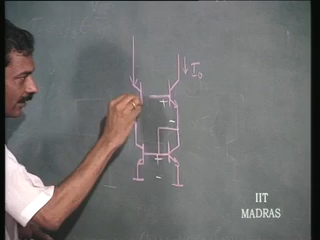 I₀
+
-
+
-
IIT
MADRAS